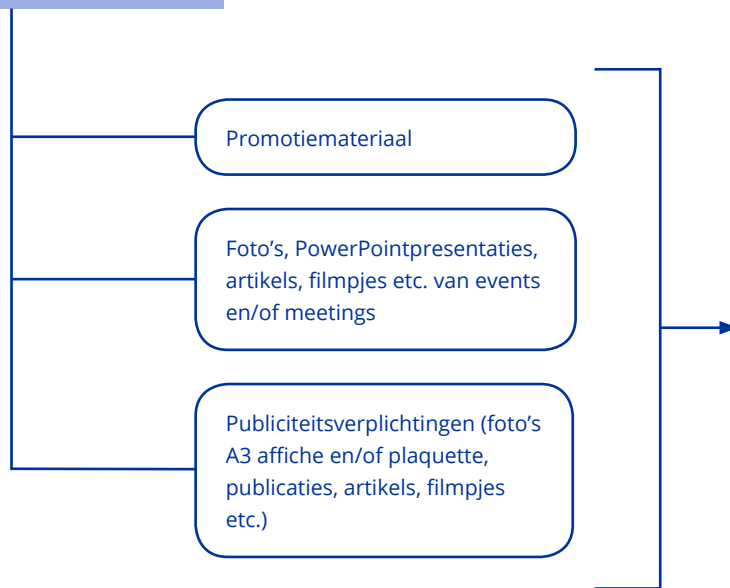 Promotiemateriaal
Foto’s, PowerPointpresentaties,
artikels, filmpjes etc. van events
en/of meetings
Publiciteitsverplichtingen (foto’s
A3 affiche en/of plaquette,
publicaties, artikels, filmpjes
etc.)